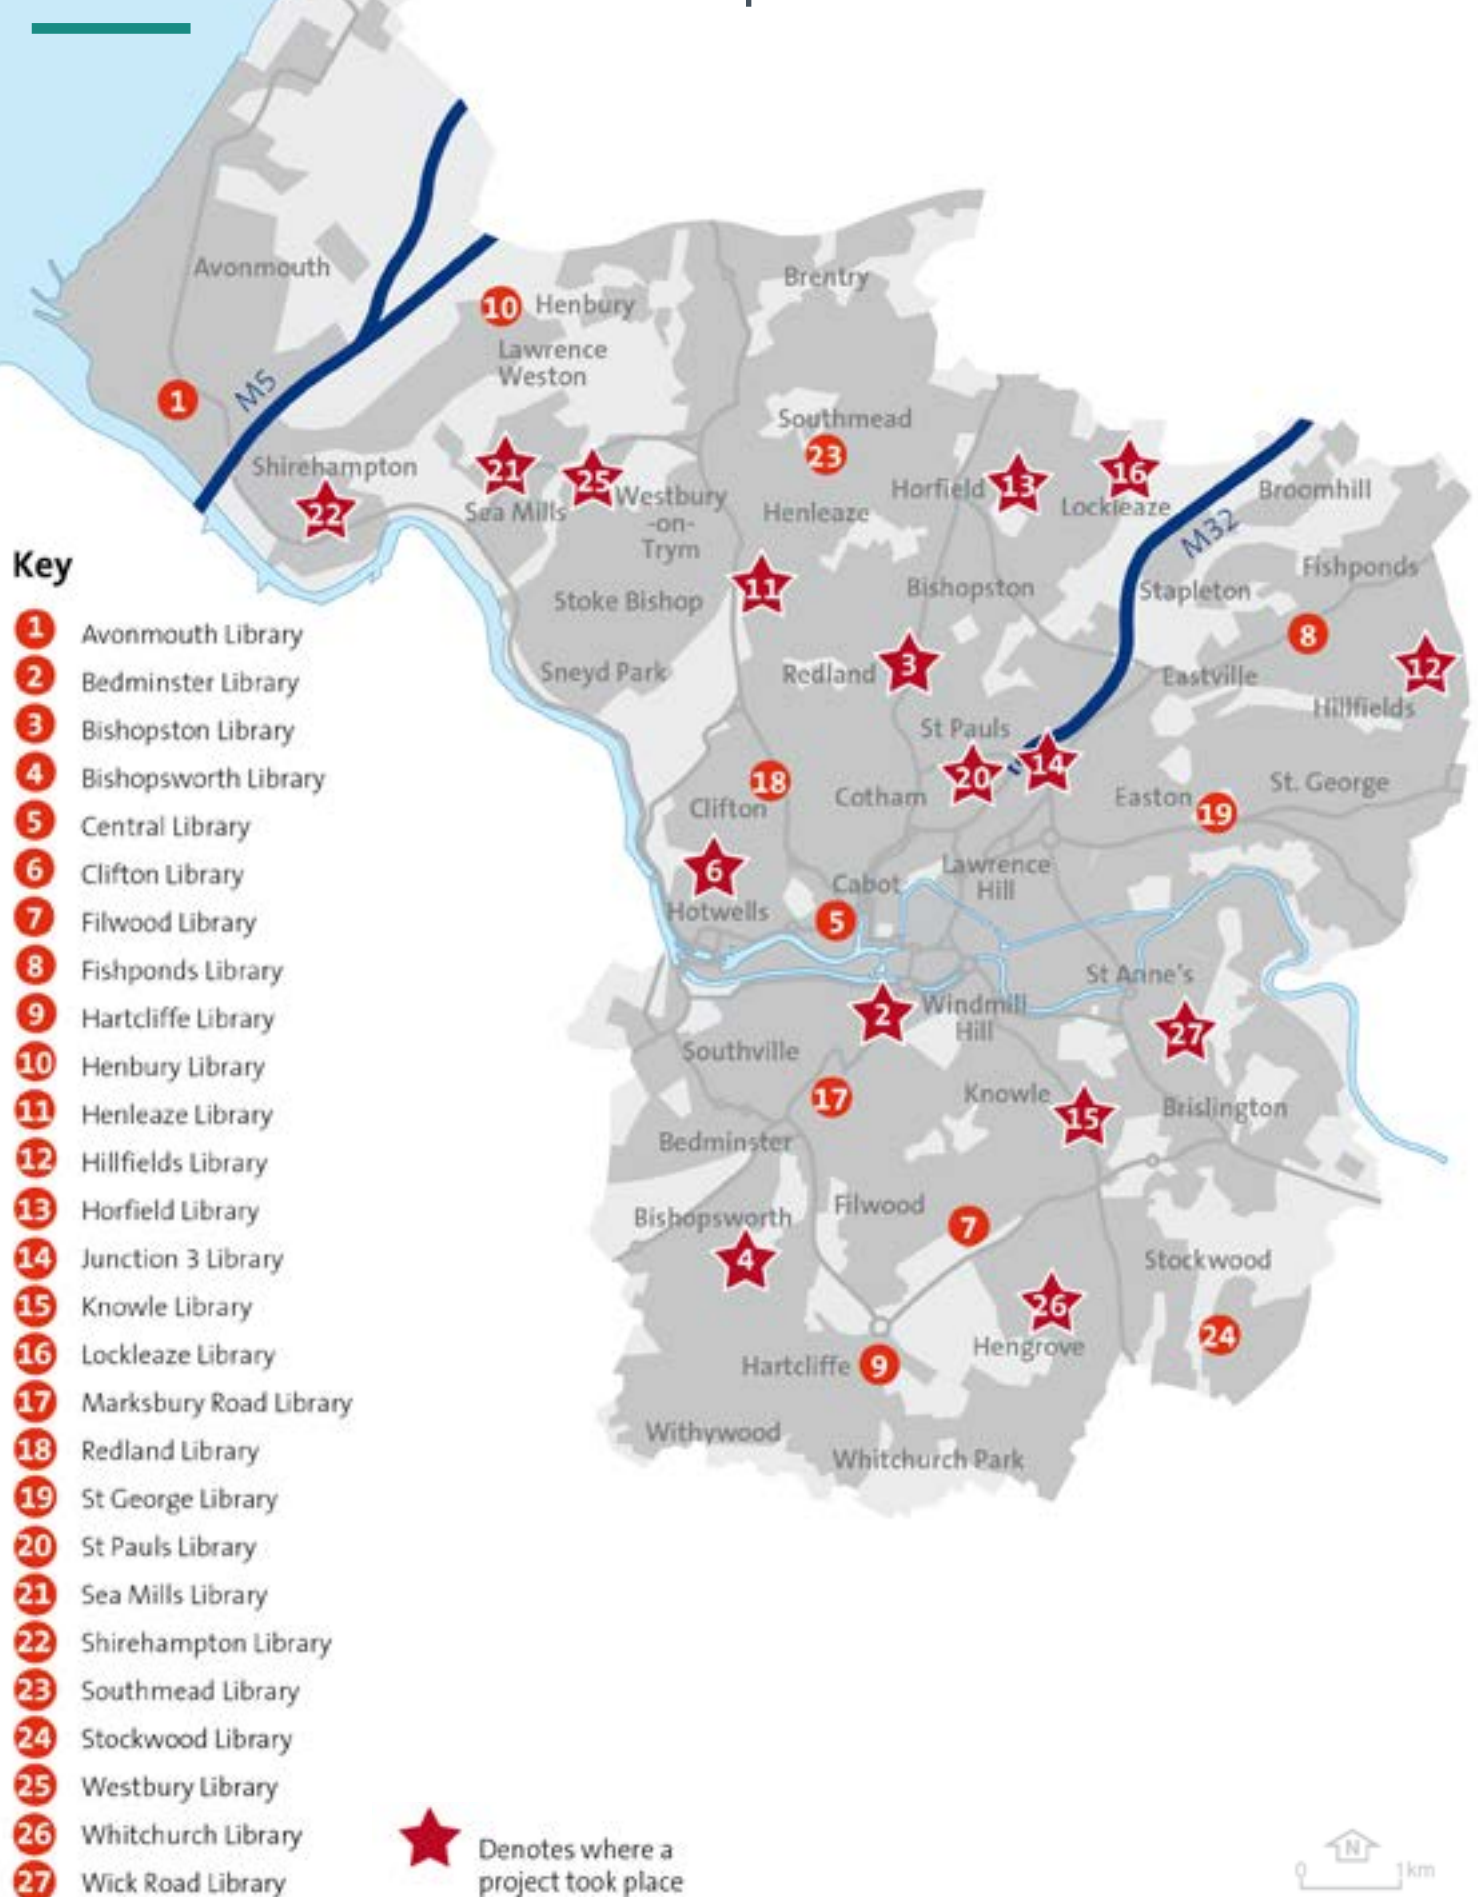 Avonmouth
Brentry
10 Henbury
Lawrence
Weston
M5
1
Southmead
23
Shirehampton
22
21
Sea Mills
25
Westbury
-on-
Trym
Henleaze
Horfield 13
16
Lockleaze
Broomhill
M32
Fishponds
Stapleton
8
12
Hillfields
Eastville
Bishopston
11
Stoke Bishop
Sneyd Park
Redland 3
St Pauls
20
14
18
Clifton
Cotham
Easton 19
St. George
6
Hotwells
Cabot
5
Lawrence
Hill
St Anne's
2
Windmill
Hill
27
Southville
17
Knowle
15
Brislington
Bedminster
Bishopsworth
4
Filwood
7
Stockwood
24
26
Hengrove
Hartcliffe 9
Withywood
Whitchurch Park
Key
1 Avonmouth Library
2 Bedminster Library
3 Bishopston Library
4 Bishopsworth Library
5 Central Library
6 Clifton Library
7 Filwood Library
8 Fishponds Library
9 Hartcliffe Library
10 Henbury Library
11 Henleaze Library
12 Hillfields Library
13 Horfield Library
14 Junction 3 Library
15 Knowle Library
16 Lockleaze Library
17 Marksbury Road Library
18 Redland Library
19 St George Library
20 St Pauls Library
21 Sea Mills Library
22 Shirehampton Library
23 Southmead Library
24 Stockwood Library
25 Westbury Library
26 Whitchurch Library
27 Wick Road Library
Denotes where a
project took place
N
0 1km